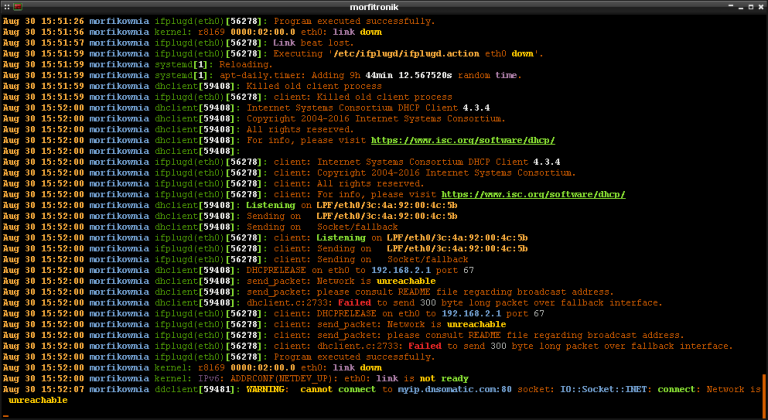 morfitronik
Aug 30 15:51:26 morfikownia ifplugd(eth0)[56278]: Program executed successfully.
Aug 30 15:51:56 morfikownia kernel: r8169 0000:02:00.0 eth0: link down
Aug 30 15:51:57 morfikownia ifplugd(eth0)[56278]: Link beat lost.
Aug 30 15:51:59 morfikownia ifplugd(eth0)[56278]: Executing '/etc/ifplugd/ifplugd.action eth0 down'.
Aug 30 15:51:59 morfikownia systemd[1]: Reloading.
Aug 30 15:51:59 morfikownia systemd[1]: apt-daily.timer: Adding 9h 44min 12.567520s random time.
Aug 30 15:52:00 morfikownia dhclient[59408]: Killed old client process
Aug 30 15:52:00 morfikownia ifplugd(eth0)[56278]: client: Killed old client process
Aug 30 15:52:00 morfikownia dhclient[59408]: Internet Systems Consortium DHCP Client 4.3.4
Aug 30 15:52:00 morfikownia dhclient[59408]: Copyright 2004-2016 Internet Systems Consortium.
Aug 30 15:52:00 morfikownia dhclient[59408]: All rights reserved.
Aug 30 15:52:00 morfikownia dhclient[59408]: For info, please visit https://www.isc.org/software/dhcp/
Aug 30 15:52:00 morfikownia dhclient[59408]:
Aug 30 15:52:00 morfikownia ifplugd(eth0)[56278]: client: Internet Systems Consortium DHCP Client 4.3.4
Aug 30 15:52:00 morfikownia ifplugd(eth0)[56278]: client: Copyright 2004-2016 Internet Systems Consortium.
Aug 30 15:52:00 morfikownia ifplugd(eth0)[56278]: client: All rights reserved.
Aug 30 15:52:00 morfikownia ifplugd(eth0)[56278]: client: For info, please visit https://www.isc.org/software/dhcp/
Aug 30 15:52:00 morfikownia dhclient[59408]: Listening on LPF/eth0/3c:4a:92:00:4c:5b
Aug 30 15:52:00 morfikownia dhclient[59408]: Sending on   LPF/eth0/3c:4a:92:00:4c:5b
Aug 30 15:52:00 morfikownia dhclient[59408]: Sending on   Socket/fallback
Aug 30 15:52:00 morfikownia ifplugd(eth0)[56278]: client: Listening on LPF/eth0/3c:4a:92:00:4c:5b
Aug 30 15:52:00 morfikownia ifplugd(eth0)[56278]: client: Sending on   LPF/eth0/3c:4a:92:00:4c:5b
Aug 30 15:52:00 morfikownia ifplugd(eth0)[56278]: client: Sending on   Socket/fallback
Aug 30 15:52:00 morfikownia dhclient[59408]: DHCPRELEASE on eth0 to 192.168.2.1 port 67
Aug 30 15:52:00 morfikownia dhclient[59408]: send_packet: Network is unreachable
Aug 30 15:52:00 morfikownia dhclient[59408]: send_packet: please consult README file regarding broadcast address.
Aug 30 15:52:00 morfikownia dhclient[59408]: dhclient.c:2733: Failed to send 300 byte long packet over fallback interface.
Aug 30 15:52:00 morfikownia ifplugd(eth0)[56278]: client: DHCPRELEASE on eth0 to 192.168.2.1 port 67
Aug 30 15:52:00 morfikownia ifplugd(eth0)[56278]: client: send_packet: Network is unreachable
Aug 30 15:52:00 morfikownia ifplugd(eth0)[56278]: client: send_packet: please consult README file regarding broadcast address.
Aug 30 15:52:00 morfikownia ifplugd(eth0)[56278]: client: dhclient.c:2733: Failed to send 300 byte long packet over fallback interface.
Aug 30 15:52:00 morfikownia ifplugd(eth0)[56278]: Program executed successfully.
Aug 30 15:52:00 morfikownia kernel: r8169 0000:02:00.0 eth0: link down
Aug 30 15:52:00 morfikownia kernel: IPv6: ADDRCONF(NETDEV_UP): eth0: link is not ready
Aug 30 15:52:07 morfikownia ddclient[59481]: WARNING:  cannot connect to myip.dnsomatic.com:80 socket: IO::Socket::INET: connect: Network is
unreachable